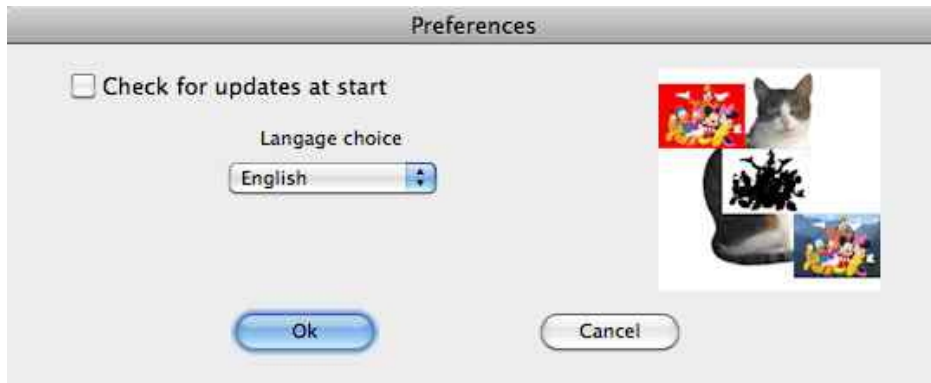 Preferences
Check for updates at start
Langage choice
English
Ok
Cancel